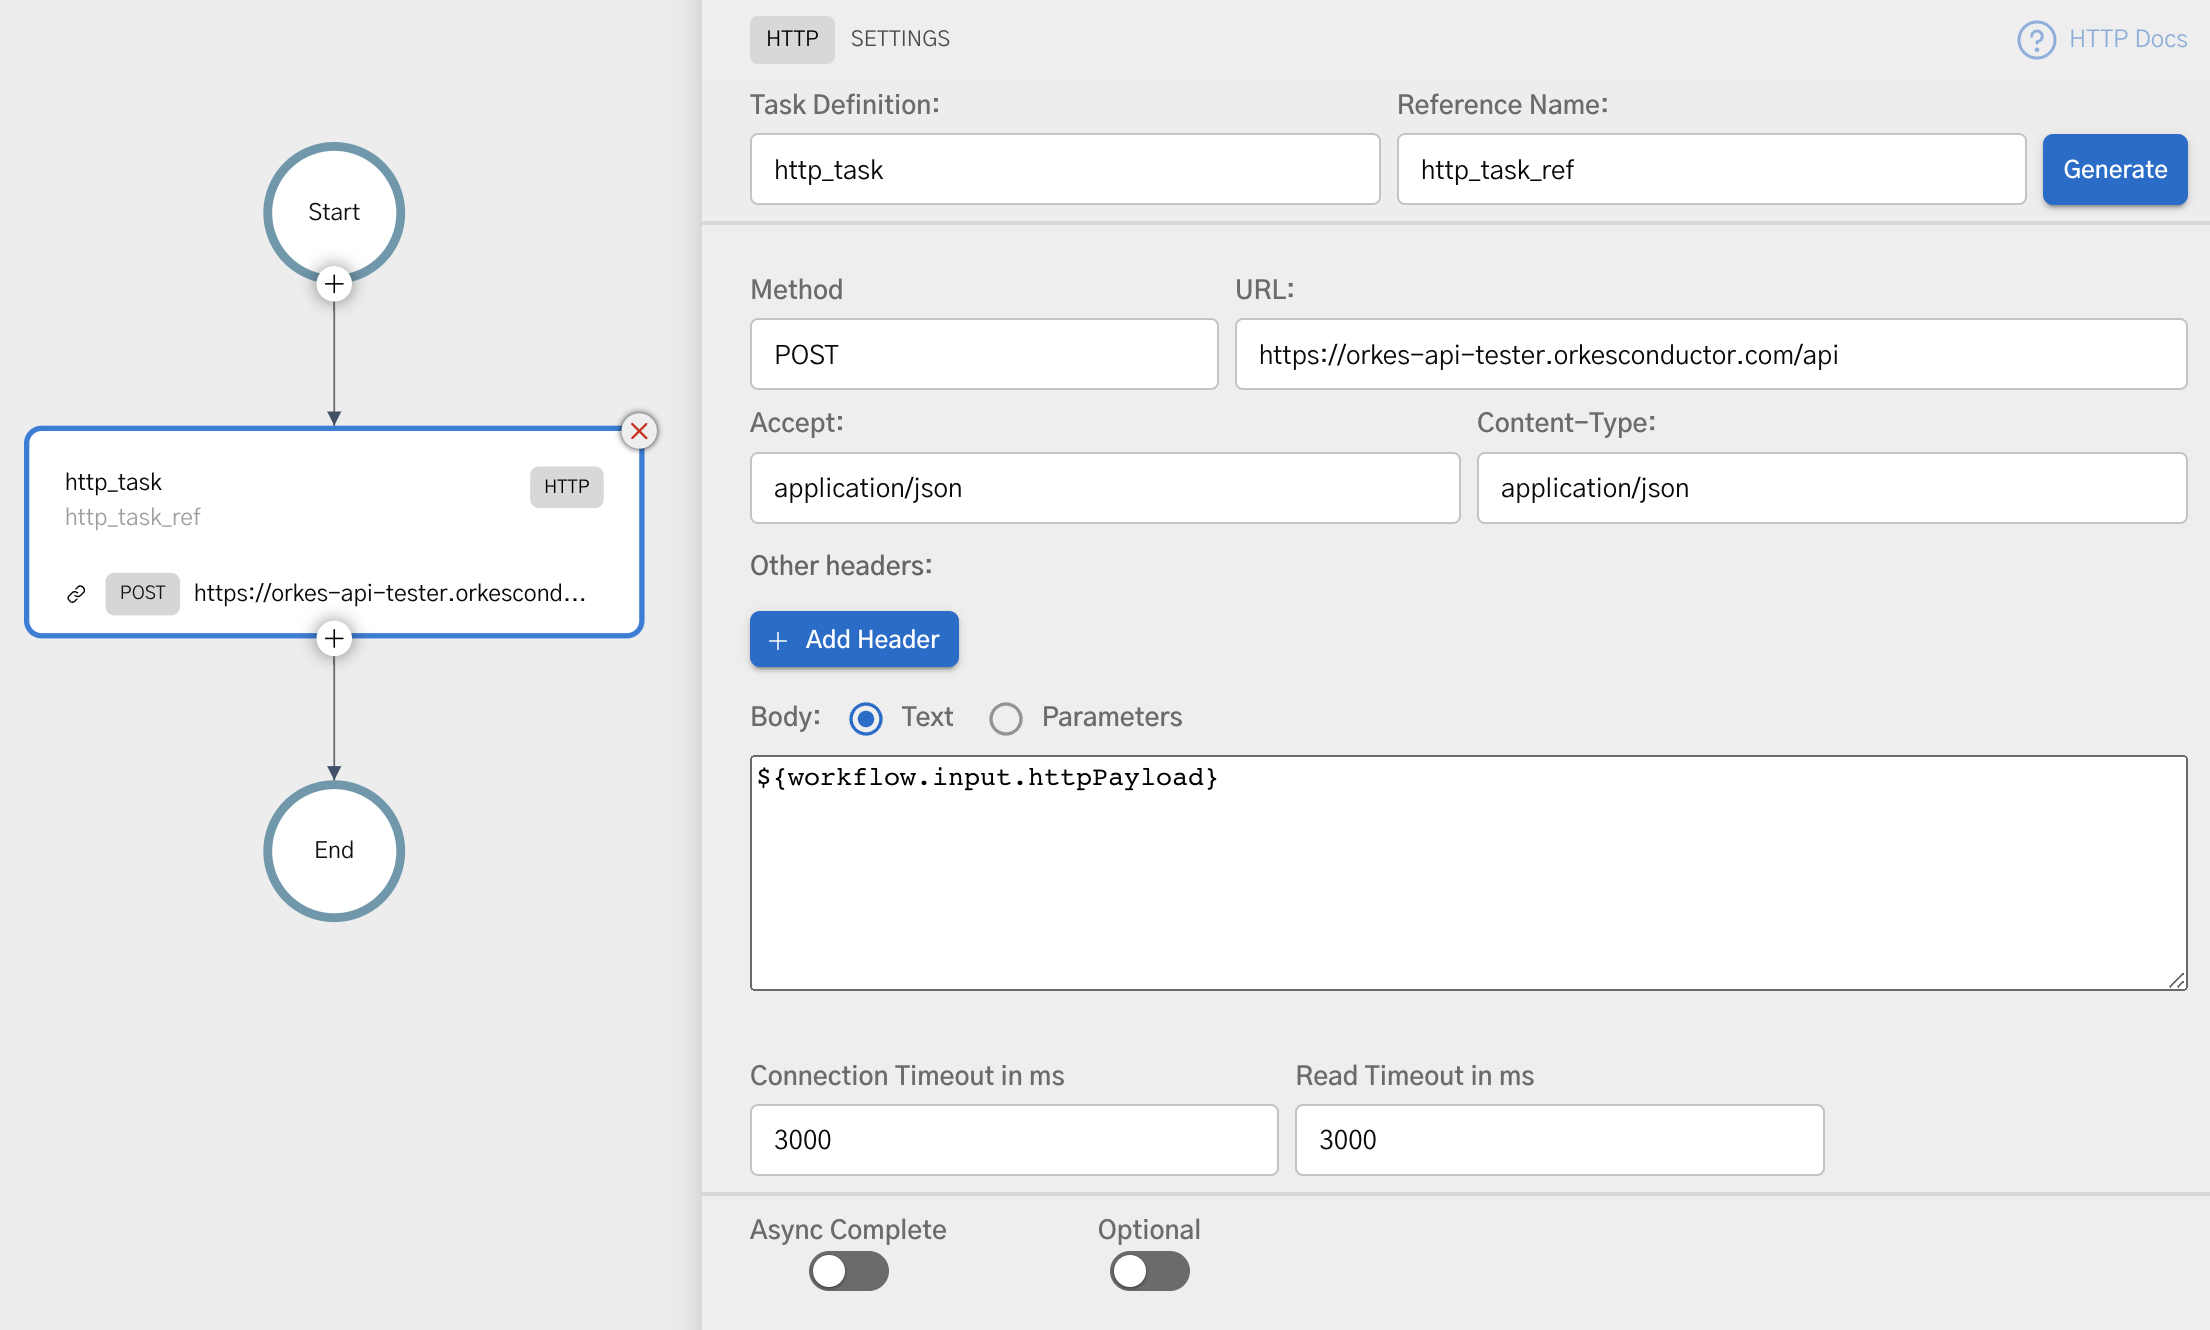 Start
http_task
HTTP
http_task_ref
POST https://orkes-api-tester.orkescond...
End
HTTP SETTINGS
? HTTP Docs
Task Definition: Reference Name:
http_task http_task_ref Generate
Method URL:
POST https://orkes-api-tester.orkesconductor.com/api
Accept: Content-Type:
application/json application/json
Other headers:
+ Add Header
Body: Text Parameters
${workflow.input.httpPayload}
Connection Timeout in ms Read Timeout in ms
3000 3000
Async Complete Optional